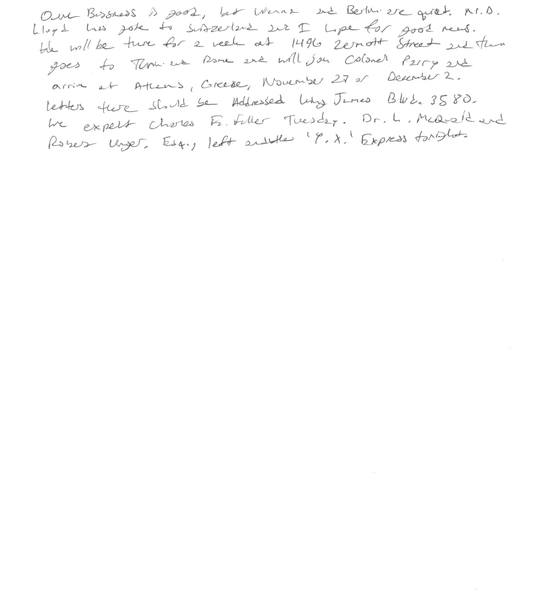 Our Business is good, but Vienna and Berlin are quiet. Mr. D.
Lloyd has gone to Switzerland and I hope for good news.
He will be there for a week at 1496 Zermott Street and then
goes to Turin and Rome and will join Colonel Parry and
arrive at Athens, Greece, November 27 or December 2.
Letters there should be Addressed King James Blvd. 3580.
We expect Charles E. Fuller Tuesday. Dr. L. McQuaid and
Robert Unger, Esq., left on the 'Y.X.' Express tonight.